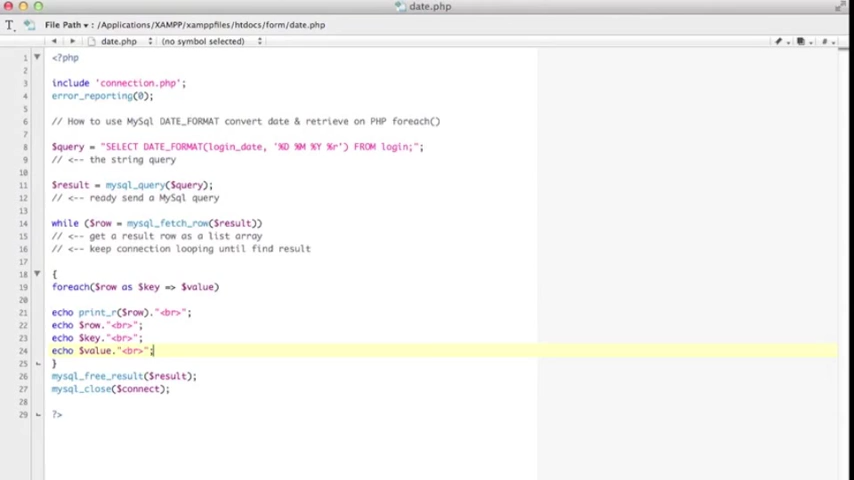 date.php
File Path ▾ : /Applications/XAMPP/xamppfiles/htdocs/form/date.php
date.php (no symbol selected)
1 <?php
2
3 include 'connection.php';
4 error_reporting(0);
5
6 // How to use MySql DATE_FORMAT convert date & retrieve on PHP foreach()
7
8 $query = "SELECT DATE_FORMAT(login_date, '%D %M %Y %r') FROM login;";
9 // <-- the string query
10
11 $result = mysql_query($query);
12 // <-- ready send a MySql query
13
14 while ($row = mysql_fetch_row($result))
15 // <-- get a result row as a list array
16 // <-- keep connection looping until find result
17
18 {
19 foreach($row as $key => $value)
20
21 echo print_r($row)."<br>";
22 echo $row."<br>";
23 echo $key."<br>";
24 echo $value."<br>";
25 }
26 mysql_free_result($result);
27 mysql_close($connect);
28
29 ?>